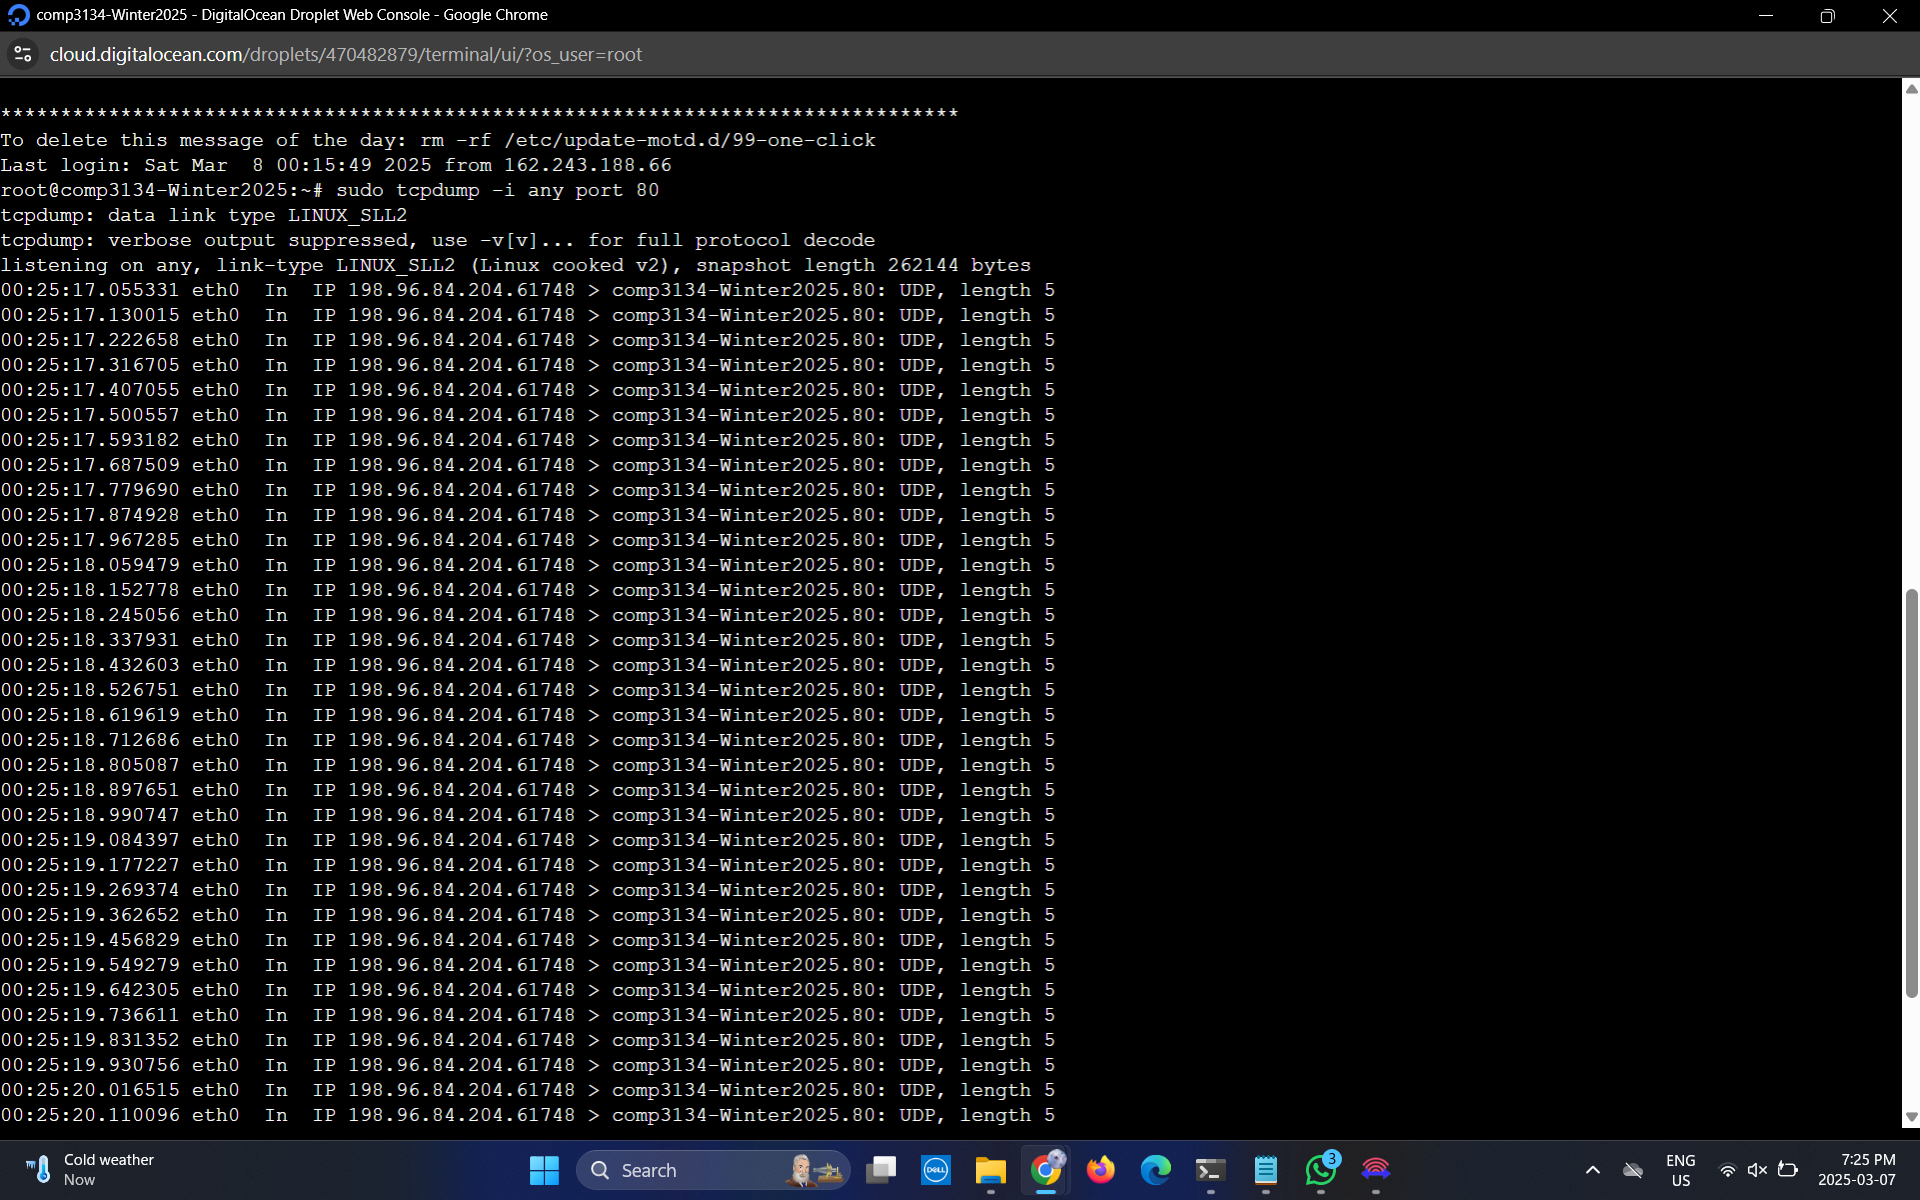 comp3134-Winter2025 - DigitalOcean Droplet Web Console - Google Chrome
cloud.digitalocean.com/droplets/470482879/terminal/ui/?os_user=root
********************************************************************************
To delete this message of the day: rm -rf /etc/update-motd.d/99-one-click
Last login: Sat Mar  8 00:15:49 2025 from 162.243.188.66
root@comp3134-Winter2025:~# sudo tcpdump -i any port 80
tcpdump: data link type LINUX_SLL2
tcpdump: verbose output suppressed, use -v[v]... for full protocol decode
listening on any, link-type LINUX_SLL2 (Linux cooked v2), snapshot length 262144 bytes
00:25:17.055331 eth0  In  IP 198.96.84.204.61748 > comp3134-Winter2025.80: UDP, length 5
00:25:17.130015 eth0  In  IP 198.96.84.204.61748 > comp3134-Winter2025.80: UDP, length 5
00:25:17.222658 eth0  In  IP 198.96.84.204.61748 > comp3134-Winter2025.80: UDP, length 5
00:25:17.316705 eth0  In  IP 198.96.84.204.61748 > comp3134-Winter2025.80: UDP, length 5
00:25:17.407055 eth0  In  IP 198.96.84.204.61748 > comp3134-Winter2025.80: UDP, length 5
00:25:17.500557 eth0  In  IP 198.96.84.204.61748 > comp3134-Winter2025.80: UDP, length 5
00:25:17.593182 eth0  In  IP 198.96.84.204.61748 > comp3134-Winter2025.80: UDP, length 5
00:25:17.687509 eth0  In  IP 198.96.84.204.61748 > comp3134-Winter2025.80: UDP, length 5
00:25:17.779690 eth0  In  IP 198.96.84.204.61748 > comp3134-Winter2025.80: UDP, length 5
00:25:17.874928 eth0  In  IP 198.96.84.204.61748 > comp3134-Winter2025.80: UDP, length 5
00:25:17.967285 eth0  In  IP 198.96.84.204.61748 > comp3134-Winter2025.80: UDP, length 5
00:25:18.059479 eth0  In  IP 198.96.84.204.61748 > comp3134-Winter2025.80: UDP, length 5
00:25:18.152778 eth0  In  IP 198.96.84.204.61748 > comp3134-Winter2025.80: UDP, length 5
00:25:18.245056 eth0  In  IP 198.96.84.204.61748 > comp3134-Winter2025.80: UDP, length 5
00:25:18.337931 eth0  In  IP 198.96.84.204.61748 > comp3134-Winter2025.80: UDP, length 5
00:25:18.432603 eth0  In  IP 198.96.84.204.61748 > comp3134-Winter2025.80: UDP, length 5
00:25:18.526751 eth0  In  IP 198.96.84.204.61748 > comp3134-Winter2025.80: UDP, length 5
00:25:18.619619 eth0  In  IP 198.96.84.204.61748 > comp3134-Winter2025.80: UDP, length 5
00:25:18.712686 eth0  In  IP 198.96.84.204.61748 > comp3134-Winter2025.80: UDP, length 5
00:25:18.805087 eth0  In  IP 198.96.84.204.61748 > comp3134-Winter2025.80: UDP, length 5
00:25:18.897651 eth0  In  IP 198.96.84.204.61748 > comp3134-Winter2025.80: UDP, length 5
00:25:18.990747 eth0  In  IP 198.96.84.204.61748 > comp3134-Winter2025.80: UDP, length 5
00:25:19.084397 eth0  In  IP 198.96.84.204.61748 > comp3134-Winter2025.80: UDP, length 5
00:25:19.177227 eth0  In  IP 198.96.84.204.61748 > comp3134-Winter2025.80: UDP, length 5
00:25:19.269374 eth0  In  IP 198.96.84.204.61748 > comp3134-Winter2025.80: UDP, length 5
00:25:19.362652 eth0  In  IP 198.96.84.204.61748 > comp3134-Winter2025.80: UDP, length 5
00:25:19.456829 eth0  In  IP 198.96.84.204.61748 > comp3134-Winter2025.80: UDP, length 5
00:25:19.549279 eth0  In  IP 198.96.84.204.61748 > comp3134-Winter2025.80: UDP, length 5
00:25:19.642305 eth0  In  IP 198.96.84.204.61748 > comp3134-Winter2025.80: UDP, length 5
00:25:19.736611 eth0  In  IP 198.96.84.204.61748 > comp3134-Winter2025.80: UDP, length 5
00:25:19.831352 eth0  In  IP 198.96.84.204.61748 > comp3134-Winter2025.80: UDP, length 5
00:25:19.930756 eth0  In  IP 198.96.84.204.61748 > comp3134-Winter2025.80: UDP, length 5
00:25:20.016515 eth0  In  IP 198.96.84.204.61748 > comp3134-Winter2025.80: UDP, length 5
00:25:20.110096 eth0  In  IP 198.96.84.204.61748 > comp3134-Winter2025.80: UDP, length 5
Cold weather
Now
Search
DELL
3
ENG
US
7:25 PM
2025-03-07